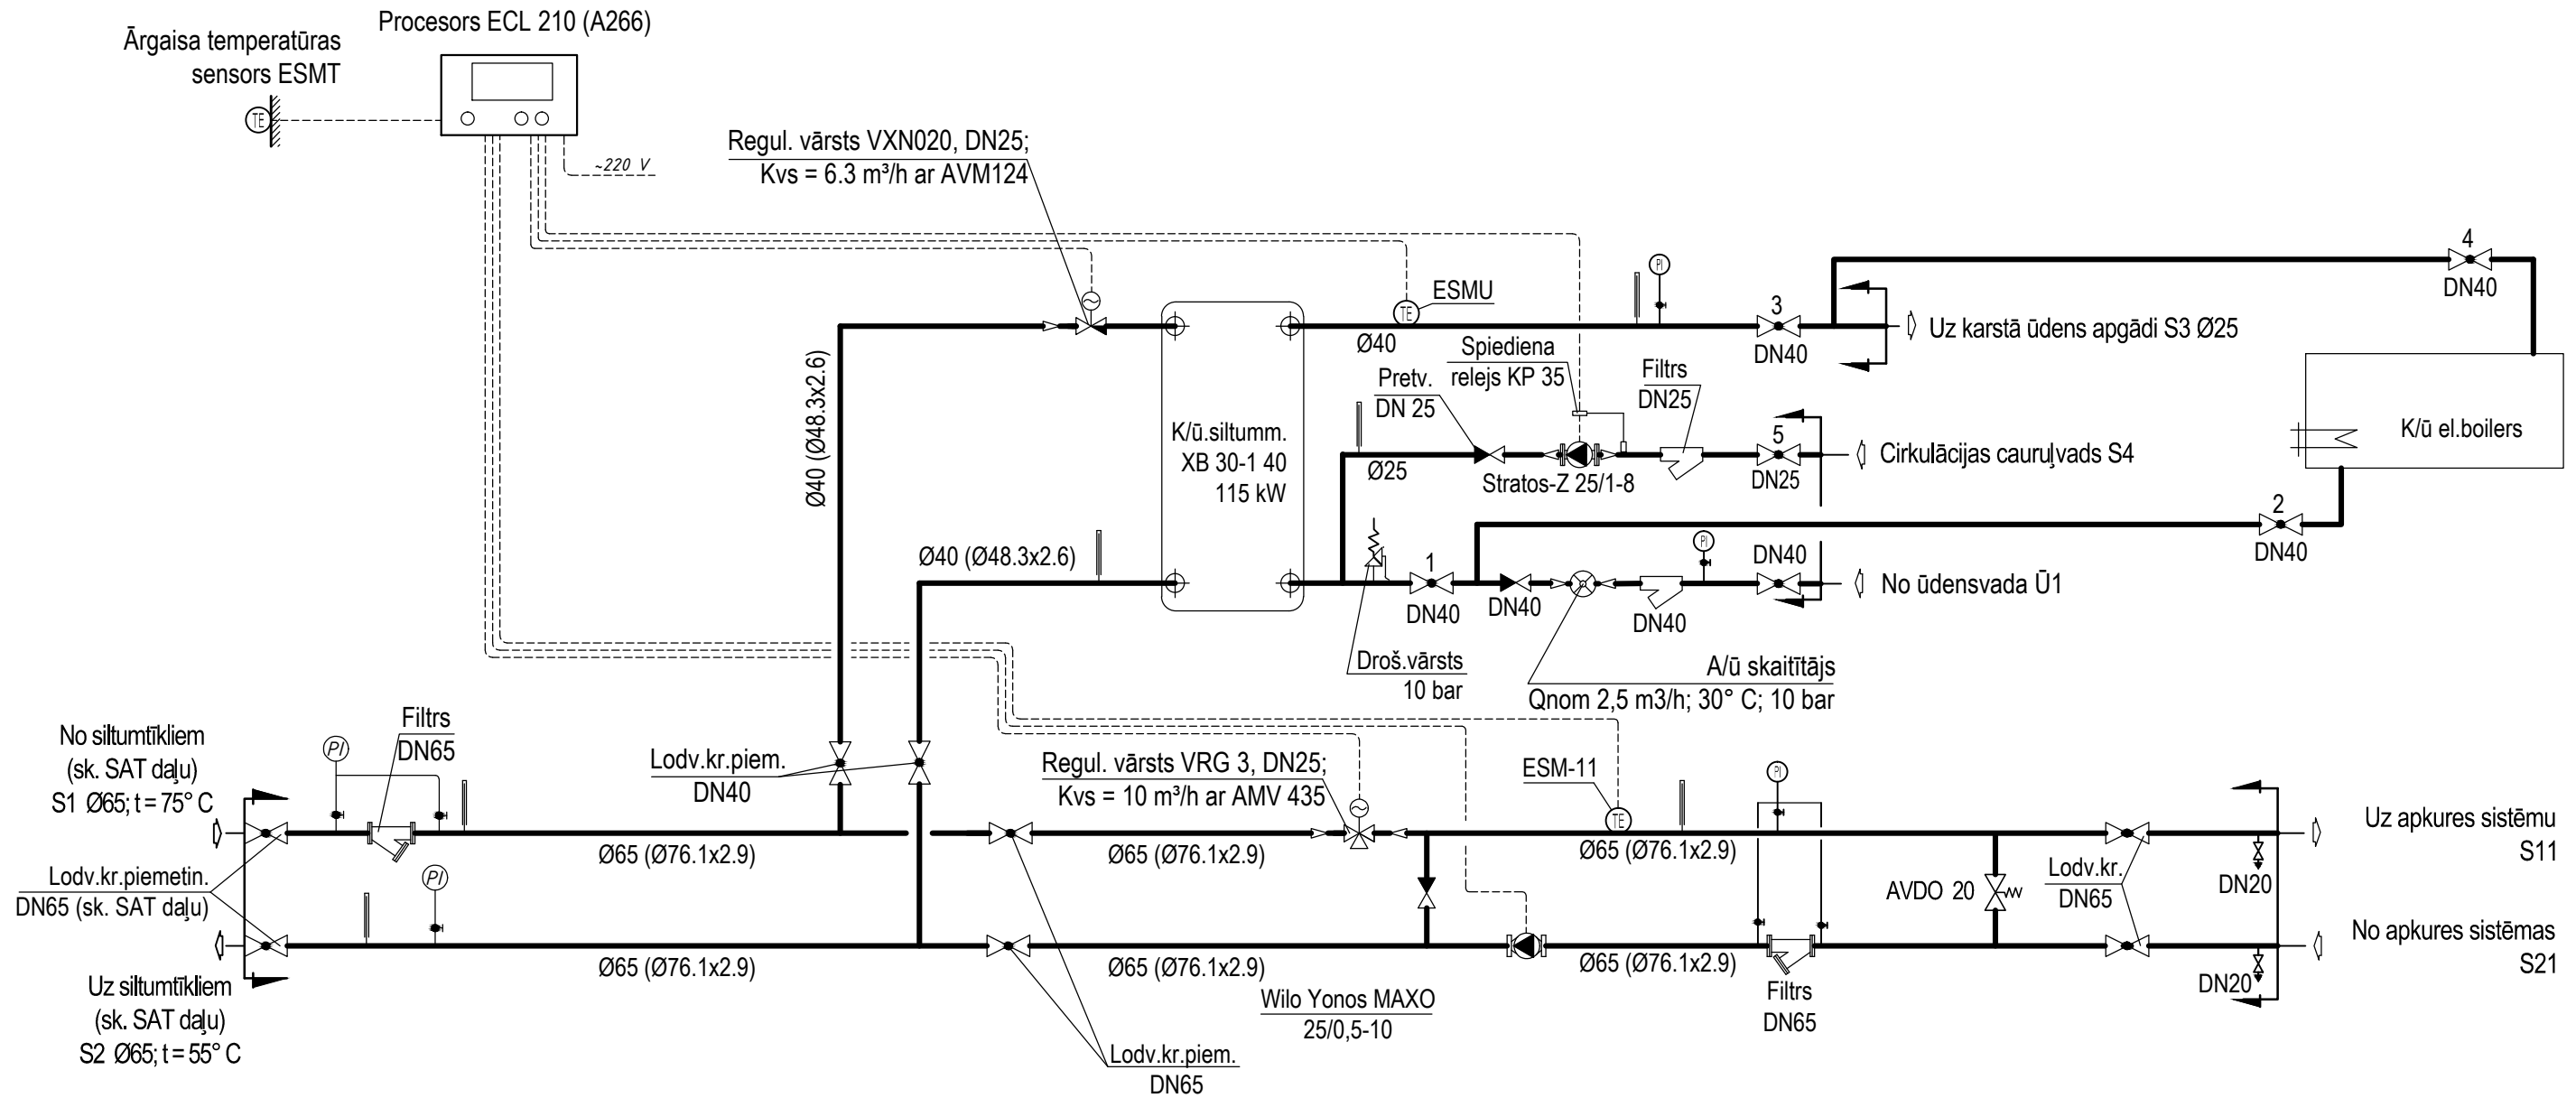 Procesors ECL 210 (A266)
Ārgaisa temperatūras
sensors ESMT
TE
~220 V
Regul. vārsts VXN020, DN25;
Kvs = 6.3 m³/h ar AVM124
4
DN40
PI
ESMU
TE
3
DN40
Ø40
Uz karstā ūdens apgādi S3 Ø25
Spiediena
relejs KP 35
Filtrs
DN25
Pretv.
DN 25
Ø40 (Ø48.3x2.6)
K/ū.siltumm.
XB 30-1 40
115 kW
Ø25
Stratos-Z 25/1-8
5
DN25
Cirkulācijas cauruļvads S4
K/ū el.boilers
2
DN40
Ø40 (Ø48.3x2.6)
1
DN40
DN40
DN40
PI
DN40
No ūdensvada Ū1
Droš.vārsts
10 bar
A/ū skaitītājs
Qnom 2,5 m3/h; 30° C; 10 bar
No siltumtīkliem
(sk. SAT daļu)
S1 Ø65; t = 75° C
PI
Filtrs
DN65
Lodv.kr.piem.
DN40
Regul. vārsts VRG 3, DN25;
Kvs = 10 m³/h ar AMV 435
ESM-11
TE
PI
Uz apkures sistēmu
S11
Ø65 (Ø76.1x2.9)
Ø65 (Ø76.1x2.9)
Ø65 (Ø76.1x2.9)
Lodv.kr.piemetin.
DN65 (sk. SAT daļu)
PI
AVDO 20
Lodv.kr.
DN65
DN20
No apkures sistēmas
S21
Ø65 (Ø76.1x2.9)
Ø65 (Ø76.1x2.9)
Ø65 (Ø76.1x2.9)
DN20
Uz siltumtīkliem
(sk. SAT daļu)
S2 Ø65; t = 55° C
Wilo Yonos MAXO
25/0,5-10
Filtrs
DN65
Lodv.kr.piem.
DN65